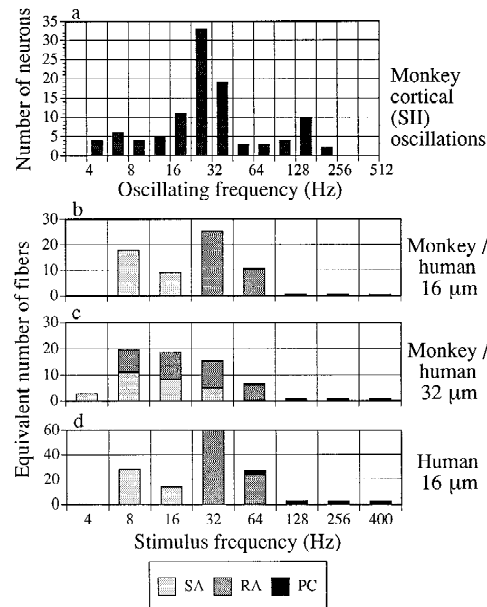 a
Number of neurons
35
30
25
20
15
10
5
0
4 8 16 32 64 128 256 512
Oscillating frequency (Hz)
Monkey
cortical
(SII)
oscillations
Equivalent number of fibers
b
30
20
10
0
Monkey /
human
16 μm
c
30
20
10
0
Monkey /
human
32 μm
d
60
40
20
0
Human
16 μm
4 8 16 32 64 128 256 400
Stimulus frequency (Hz)
SA RA PC